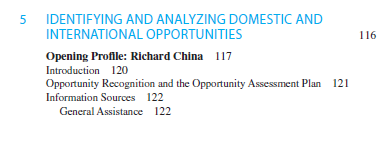 5 IDENTIFYING AND ANALYZING DOMESTIC AND
INTERNATIONAL OPPORTUNITIES 116
Opening Profile: Richard China 117
Introduction 120
Opportunity Recognition and the Opportunity Assessment Plan 121
Information Sources 122
General Assistance 122